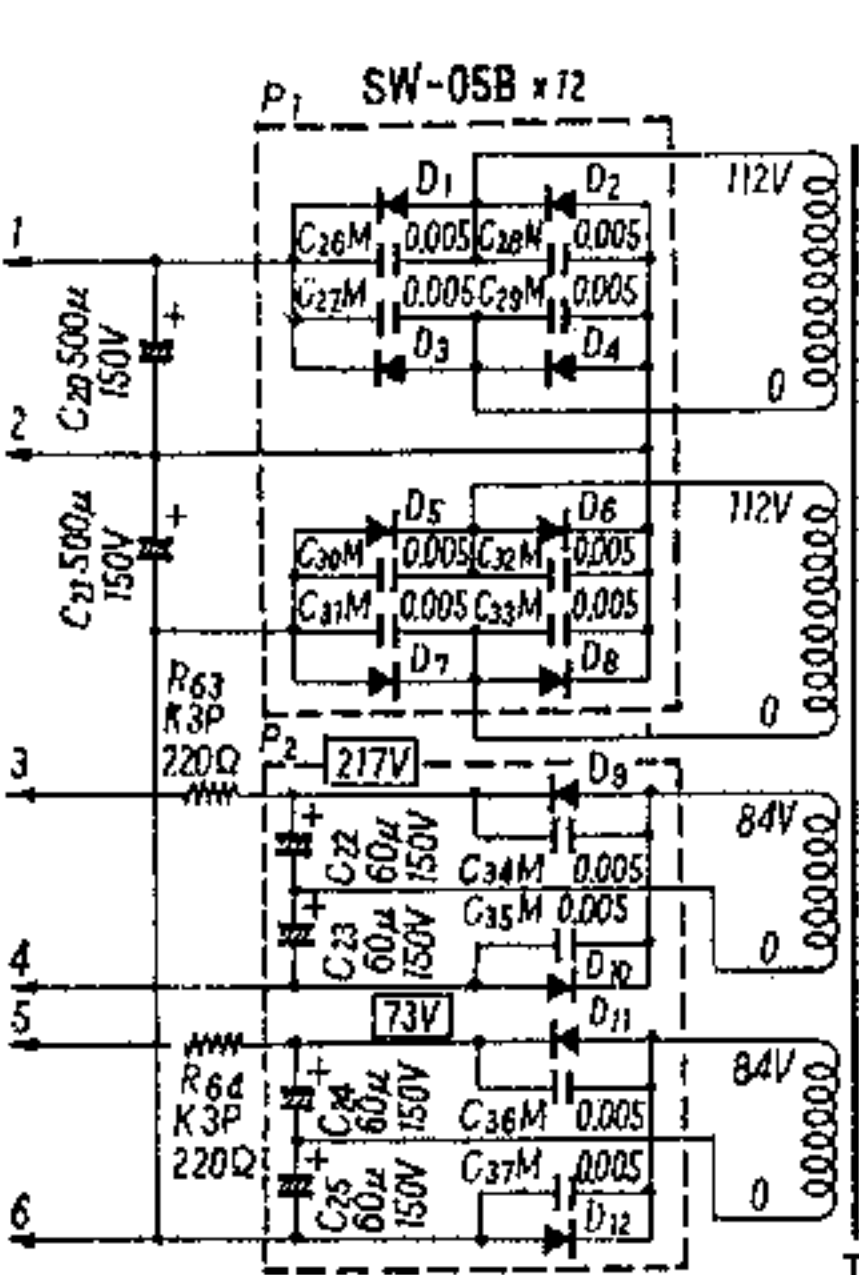 SW-05B x 12
P1
112V
D1 D2
1
C26M 0.005 C28M 0.005
C27M 0.005 C29M 0.005
D3 D4
C20 500μ
150V
0
2
112V
D5 D6
C30M 0.005 C32M 0.005
C31M 0.005 C33M 0.005
C21 500μ
150V
D7 D8
R63
K3P
220Ω
0
P2
217V
D9
3
84V
C22
60μ
150V
C34M 0.005
C35M 0.005
C23
60μ
150V
0
4
D10
73V
D11
5
84V
R64
K3P
220Ω
C24
60μ
150V
C36M 0.005
C37M 0.005
C25
60μ
150V
0
6
D12